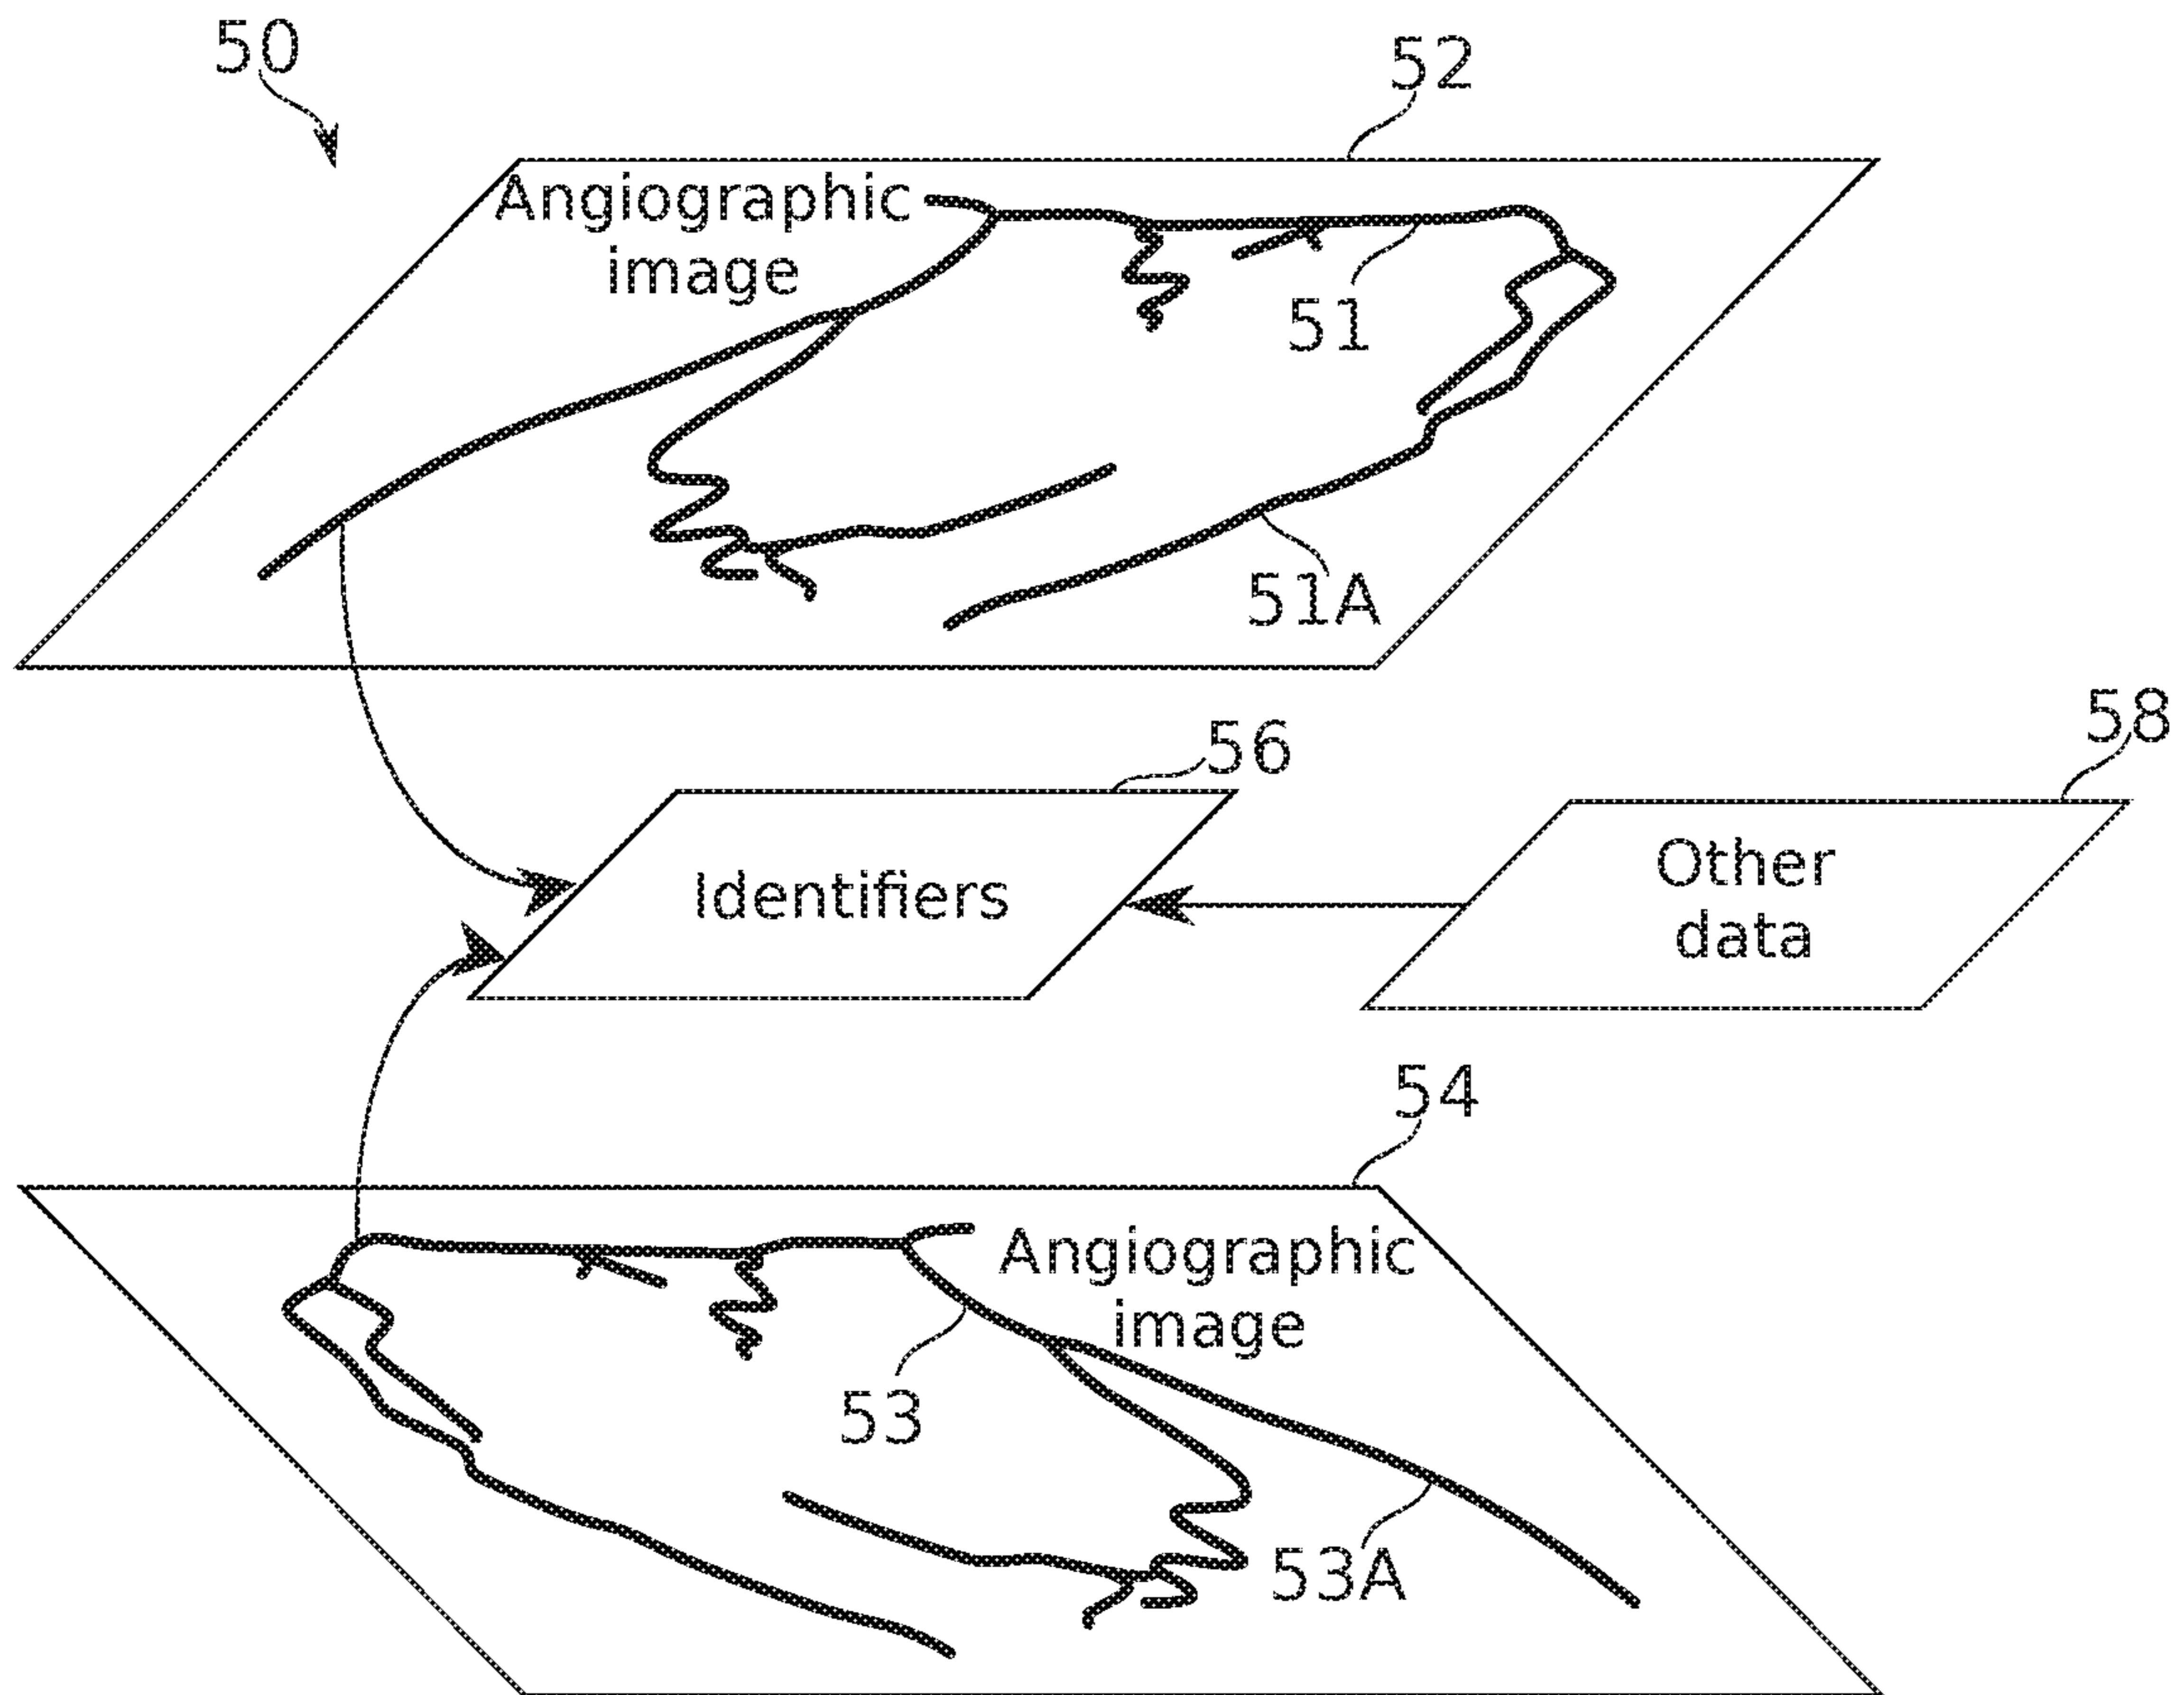 50
52
Angiographic
image
51
51A
56
58
Identifiers
Other
data
54
Angiographic
image
53
53A